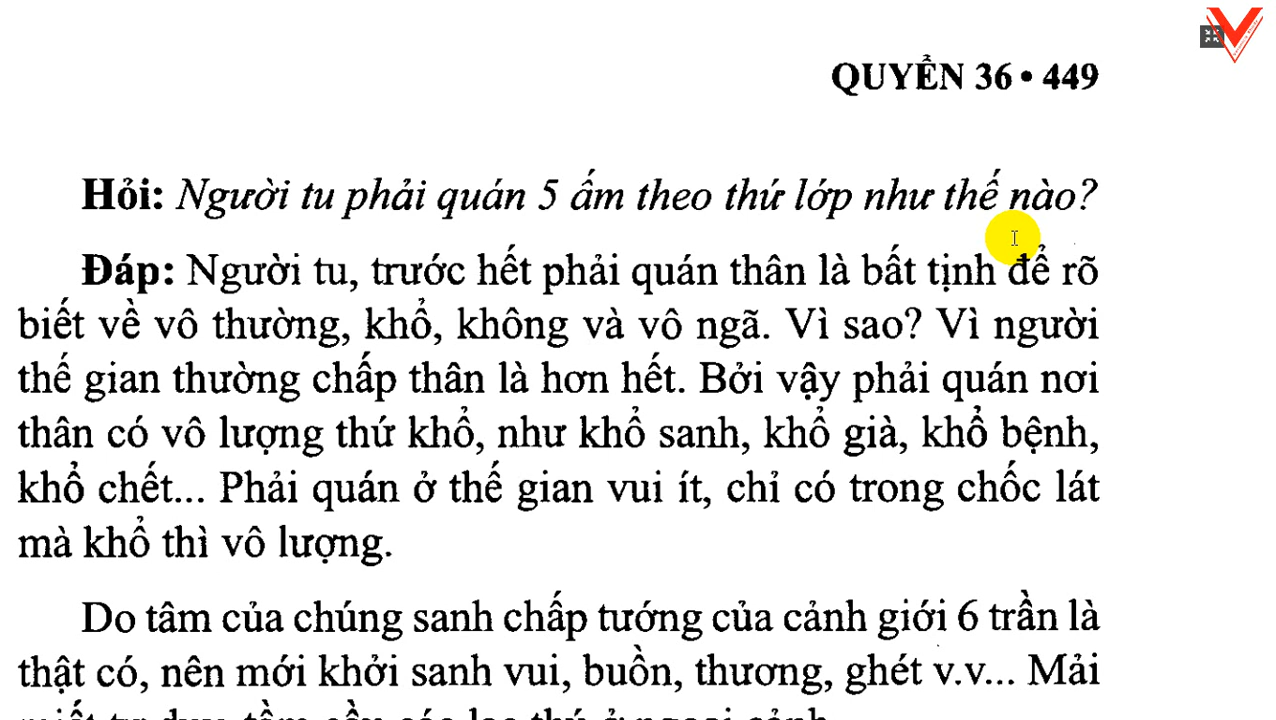 QUYỂN 36 • 449
Hỏi: Người tu phải quán 5 ấm theo thứ lớp như thế nào?
Đáp: Người tu, trước hết phải quán thân là bất tịnh để rõ
biết về vô thường, khổ, không và vô ngã. Vì sao? Vì người
thế gian thường chấp thân là hơn hết. Bởi vậy phải quán nơi
thân có vô lượng thứ khổ, như khổ sanh, khổ già, khổ bệnh,
khổ chết... Phải quán ở thế gian vui ít, chỉ có trong chốc lát
mà khổ thì vô lượng.
Do tâm của chúng sanh chấp tướng của cảnh giới 6 trần là
thật có, nên mới khởi sanh vui, buồn, thương, ghét v.v... Mải